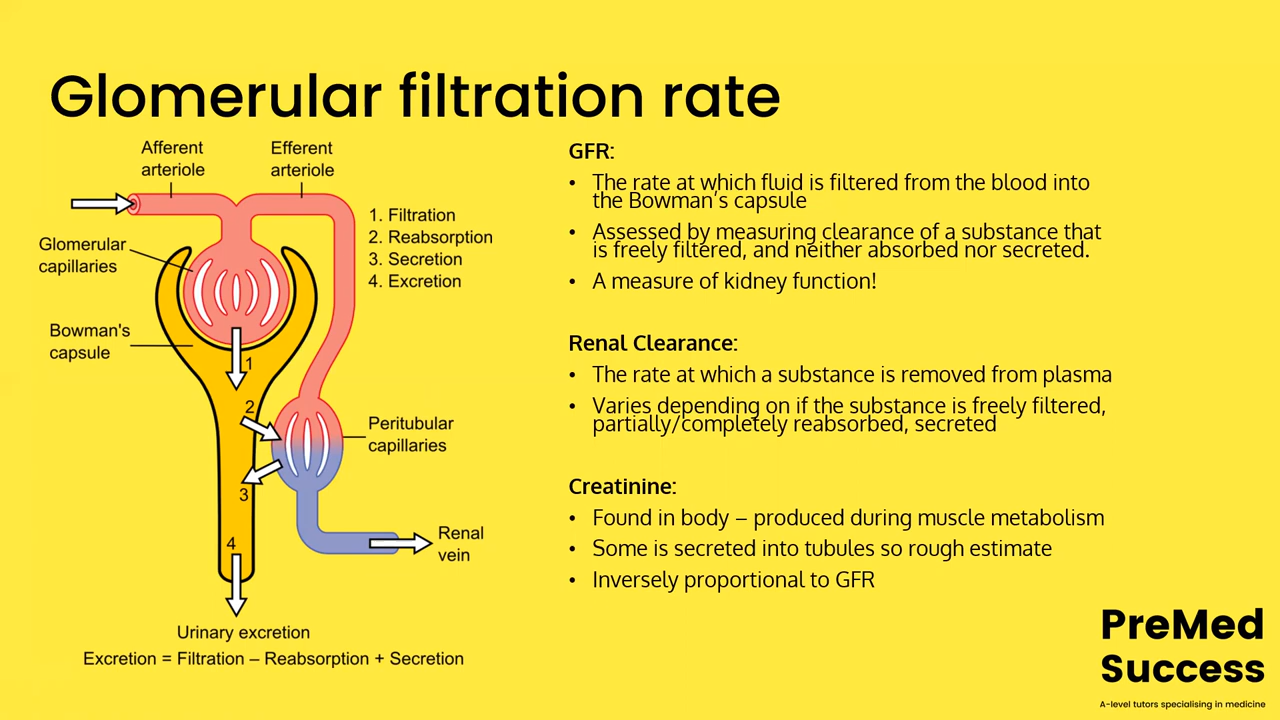 Glomerular filtration rate
Afferent
arteriole
Efferent
arteriole
1. Filtration
2. Reabsorption
3. Secretion
4. Excretion
Glomerular
capillaries
Bowman's
capsule
1
2
Peritubular
capillaries
3
4
Renal
vein
Urinary excretion
Excretion = Filtration – Reabsorption + Secretion
GFR:
• The rate at which fluid is filtered from the blood into
the Bowman's capsule
• Assessed by measuring clearance of a substance that
is freely filtered, and neither absorbed nor secreted.
• A measure of kidney function!
Renal Clearance:
• The rate at which a substance is removed from plasma
• Varies depending on if the substance is freely filtered,
partially/completely reabsorbed, secreted
Creatinine:
• Found in body – produced during muscle metabolism
• Some is secreted into tubules so rough estimate
• Inversely proportional to GFR
PreMed
Success
A-level tutors specialising in medicine